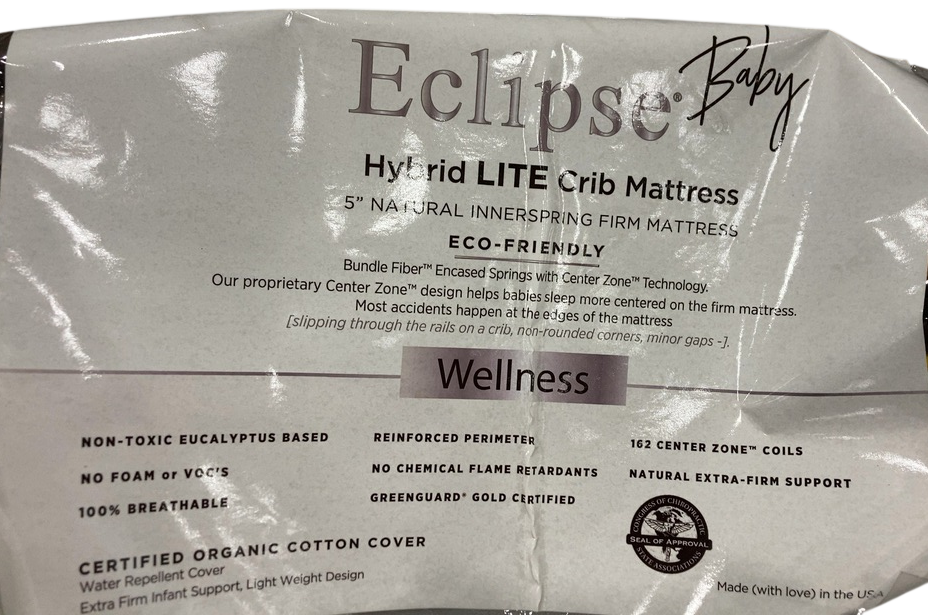 Eclipse® Baby
Hybrid LITE Crib Mattress
5” NATURAL INNERSPRING FIRM MATTRESS
ECO-FRIENDLY
Bundle Fiber™ Encased Springs with Center Zone™ Technology.
Our proprietary Center Zone™ design helps babies sleep more centered on the firm mattress.
Most accidents happen at the edges of the mattress
[slipping through the rails on a crib, non-rounded corners, minor gaps -].
Wellness
NON-TOXIC EUCALYPTUS BASED
NO FOAM or VOC'S
100% BREATHABLE
REINFORCED PERIMETER
NO CHEMICAL FLAME RETARDANTS
GREENGUARD® GOLD CERTIFIED
162 CENTER ZONE™ COILS
NATURAL EXTRA-FIRM SUPPORT
CONGRESS OF CHIROPRACTIC
SEAL OF APPROVAL
STATE ASSOCIATIONS
CERTIFIED ORGANIC COTTON COVER
Water Repellent Cover
Extra Firm Infant Support, Light Weight Design
Made (with love) in the USA